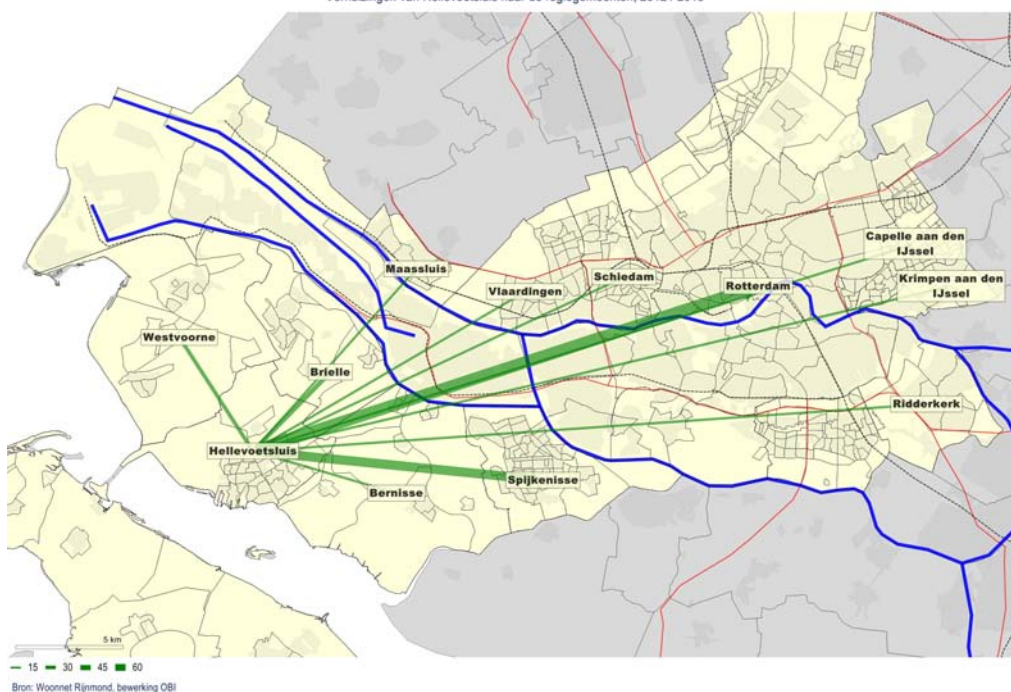 Maassluis
Vlaardingen
Schiedam
Rotterdam
Capelle aan den
IJssel
Krimpen aan den
IJssel
Westvoorne
Brielle
Ridderkerk
Hellevoetsluis
Bernisse
Spijkenisse
5 km
15 30 45 60
Bron: Woonnet Rijnmond, bewerking OBI